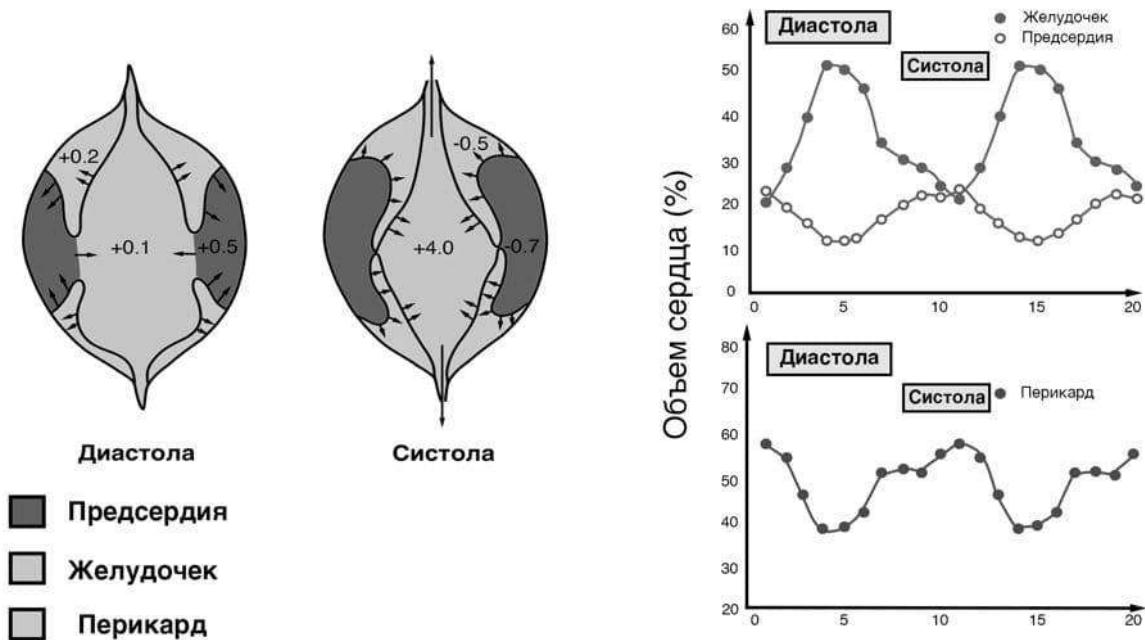 +0.2
+0.1
+0.5
-0.5
+4.0
-0.7
Диастола
Систола
Предсердия
Желудочек
Перикард
Объем сердца (%)
Диастола
Систола
Желудочек
Предсердия
60
50
40
30
20
10
0
0
5
10
15
20
Диастола
Систола
Перикард
80
70
60
50
40
30
20
0
5
10
15
20